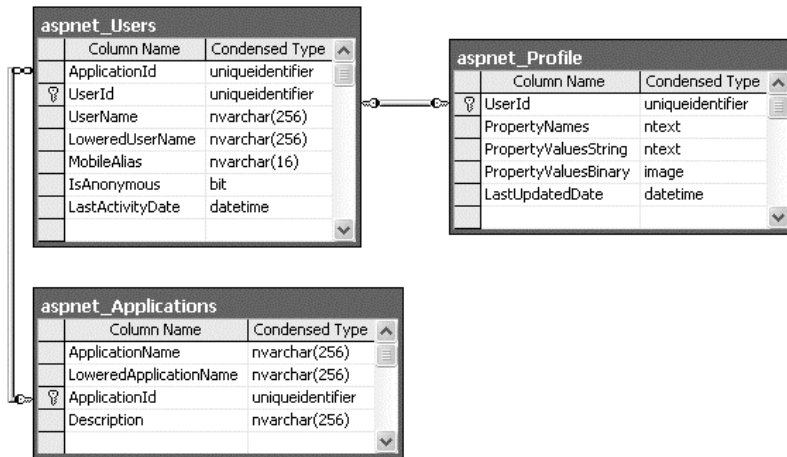 aspnet_Users
Column Name Condensed Type
ApplicationId uniqueidentifier
UserId uniqueidentifier
UserName nvarchar(256)
LoweredUserName nvarchar(256)
MobileAlias nvarchar(16)
IsAnonymous bit
LastActivityDate datetime
aspnet_Profile
Column Name Condensed Type
UserId uniqueidentifier
PropertyNames ntext
PropertyValuesString ntext
PropertyValuesBinary image
LastUpdatedDate datetime
aspnet_Applications
Column Name Condensed Type
ApplicationName nvarchar(256)
LoweredApplicationName nvarchar(256)
ApplicationId uniqueidentifier
Description nvarchar(256)